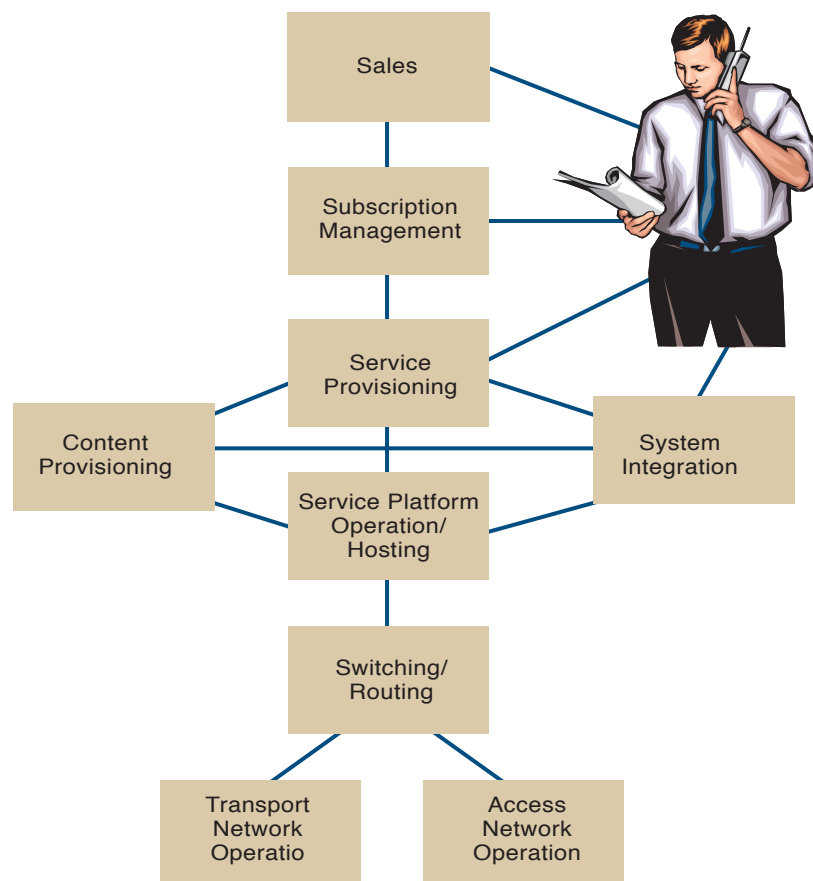 Sales
Subscription
Management
Service
Provisioning
Content
Provisioning
System
Integration
Service Platform
Operation/
Hosting
Switching/
Routing
Transport
Network
Operatio
Access
Network
Operation